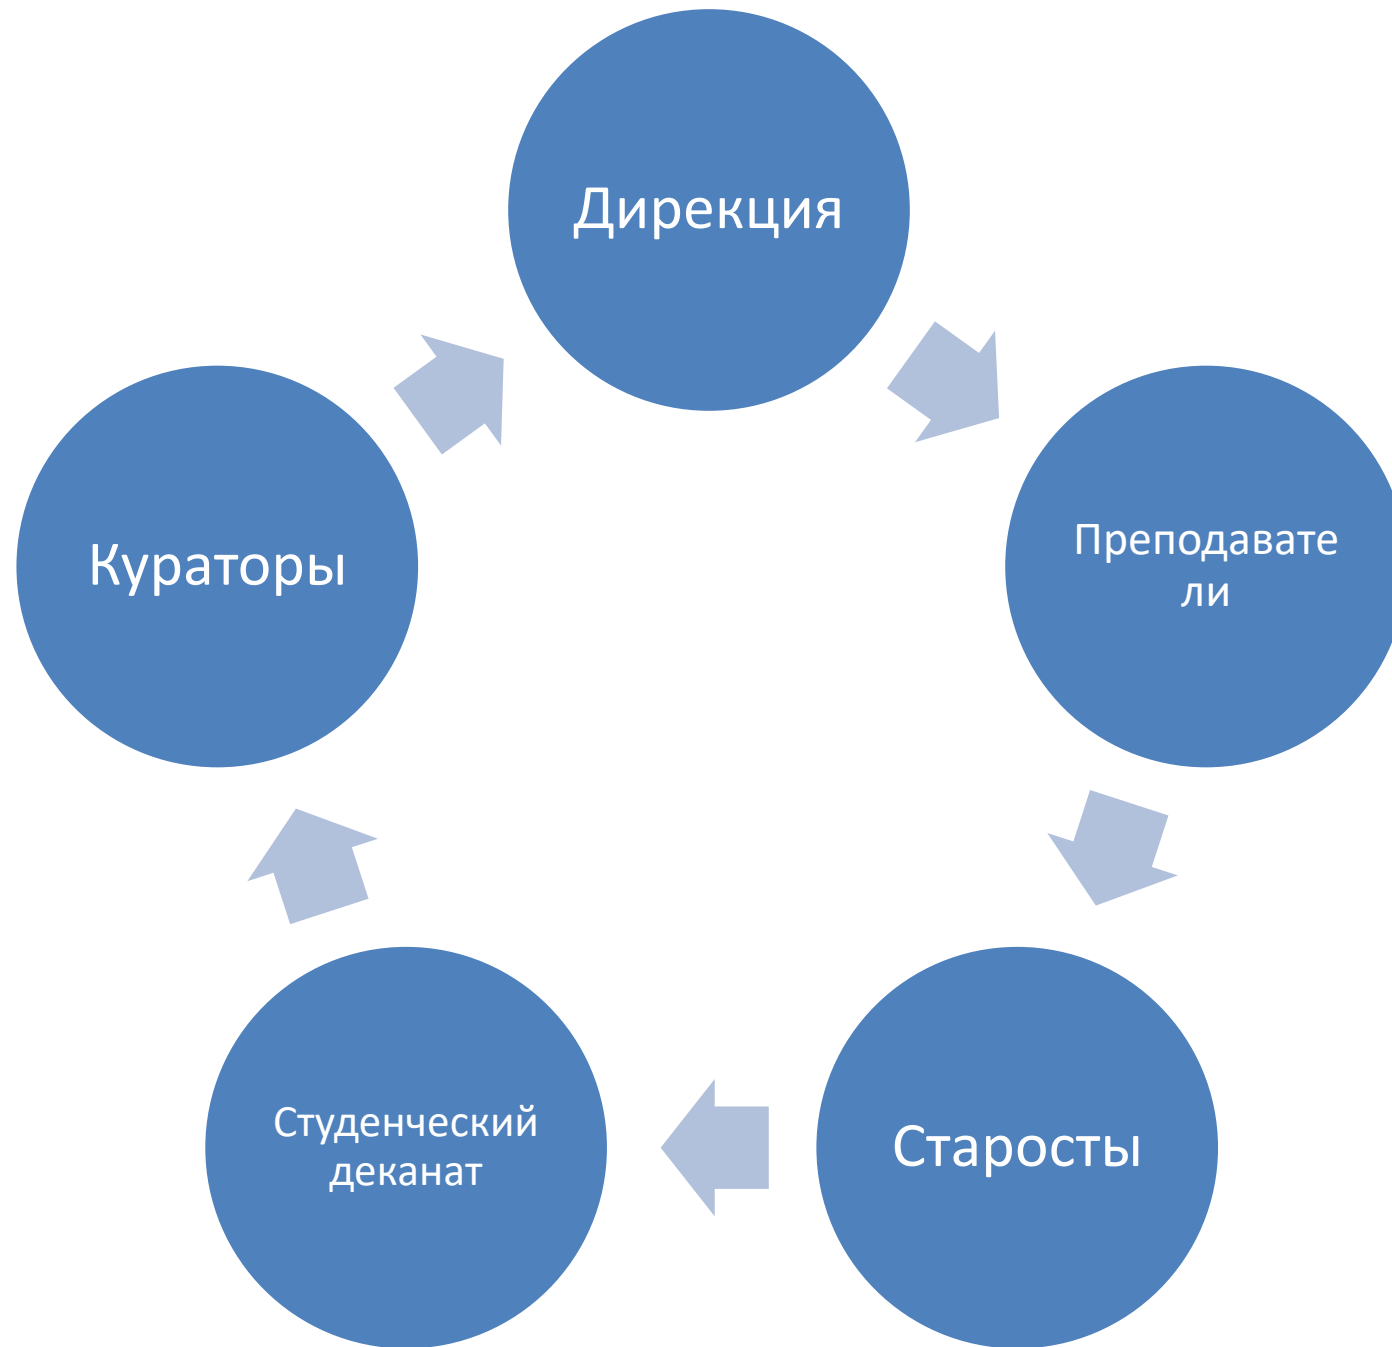 Дирекция
Преподавате
ли
Старосты
Студенческий
деканат
Кураторы